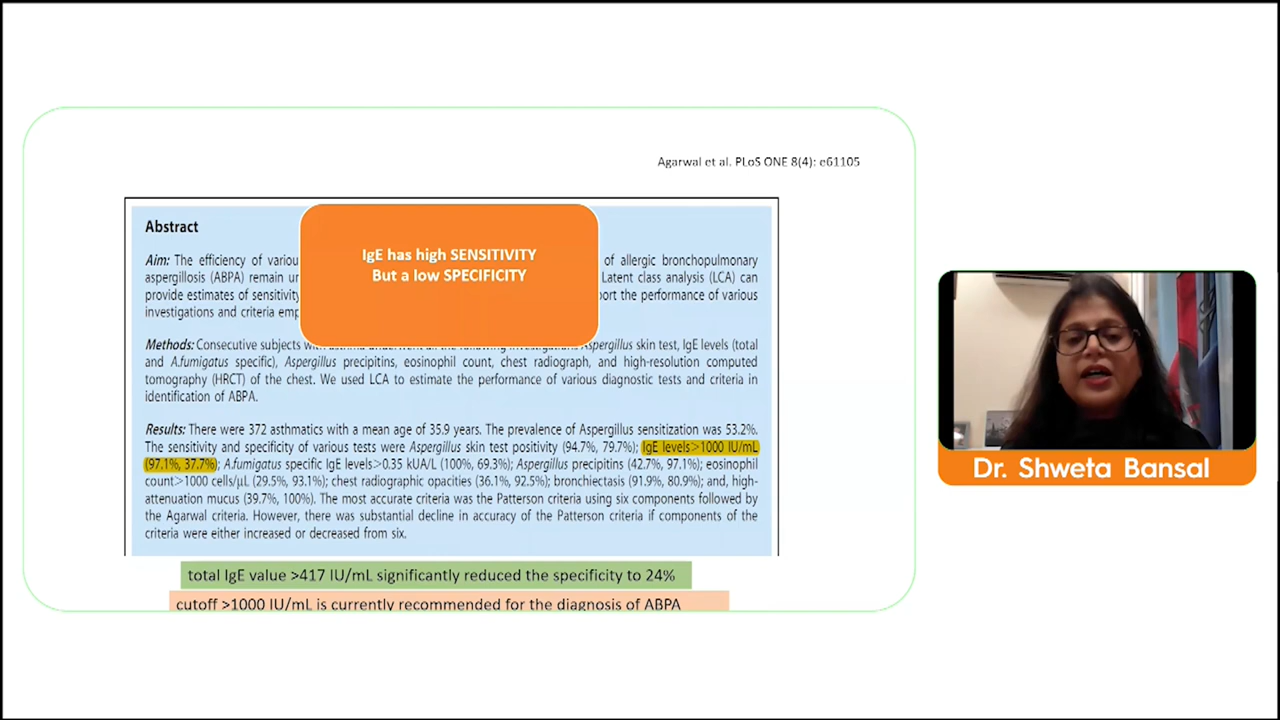 Agarwal et al. PLoS ONE 8(4): e61105
Abstract
IgE has high SENSITIVITY
But a low SPECIFICITY
Aim: The efficiency of of allergic bronchopulmonary
aspergillosis (ABPA) remain Latent class analysis (LCA) can
provide estimates of sensitivity the performance of various
investigations and criteria
Methods: Consecutive subjects Aspergillus skin test, IgE levels (total
and A.fumigatus specific), Aspergillus precipitins, eosinophil count, chest radiograph, and high-resolution computed
tomography (HRCT) of the chest. We used LCA to estimate the performance of various diagnostic tests and criteria in
identification of ABPA.
Results: There were 372 asthmatics with a mean age of 35.9 years. The prevalence of Aspergillus sensitization was 53.2%.
The sensitivity and specificity of various tests were Aspergillus skin test positivity (94.7%, 79.7%); IgE levels>1000 IU/mL
(97.1%, 37.7%); A.fumigatus specific IgE levels>0.35 kUA/L (100%, 69.3%); Aspergillus precipitins (42.7%, 97.1%); eosinophil
count>1000 cells/μL (29.5%, 93.1%); chest radiographic opacities (36.1%, 92.5%); bronchiectasis (91.9%, 80.9%); and, high-
attenuation mucus (39.7%, 100%). The most accurate criteria was the Patterson criteria using six components followed by
the Agarwal criteria. However, there was substantial decline in accuracy of the Patterson criteria if components of the
criteria were either increased or decreased from six.
total IgE value >417 IU/mL significantly reduced the specificity to 24%
cutoff >1000 IU/mL is currently recommended for the diagnosis of ABPA
Dr. Shweta Bansal